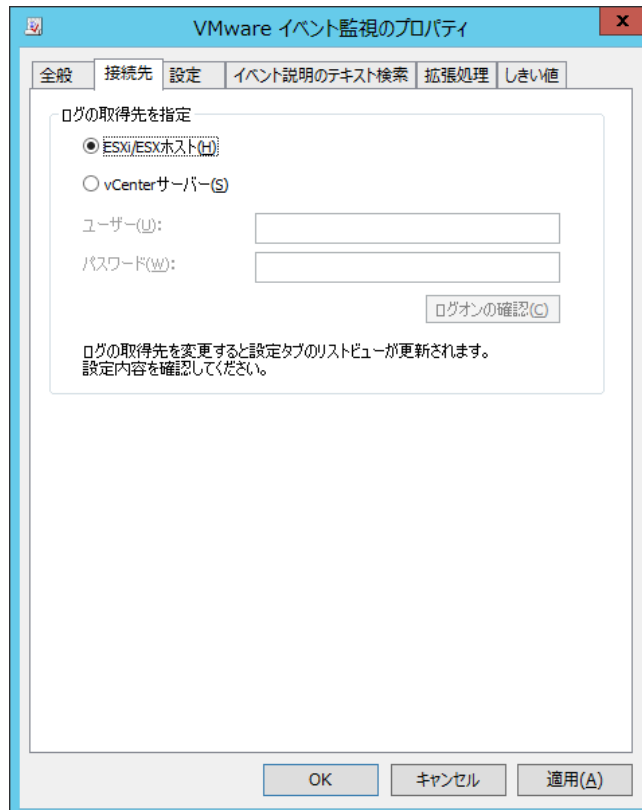 VMware イベント監視のプロパティ
x
全般 接続先 設定 イベント説明のテキスト検索 拡張処理 しきい値
ログの取得先を指定
ESXi/ESXホスト(H)
vCenterサーバー(S)
ユーザー(U):
パスワード(W):
ログオンの確認(C)
ログの取得先を変更すると設定タブのリストビューが更新されます。
設定内容を確認してください。
OK キャンセル 適用(A)